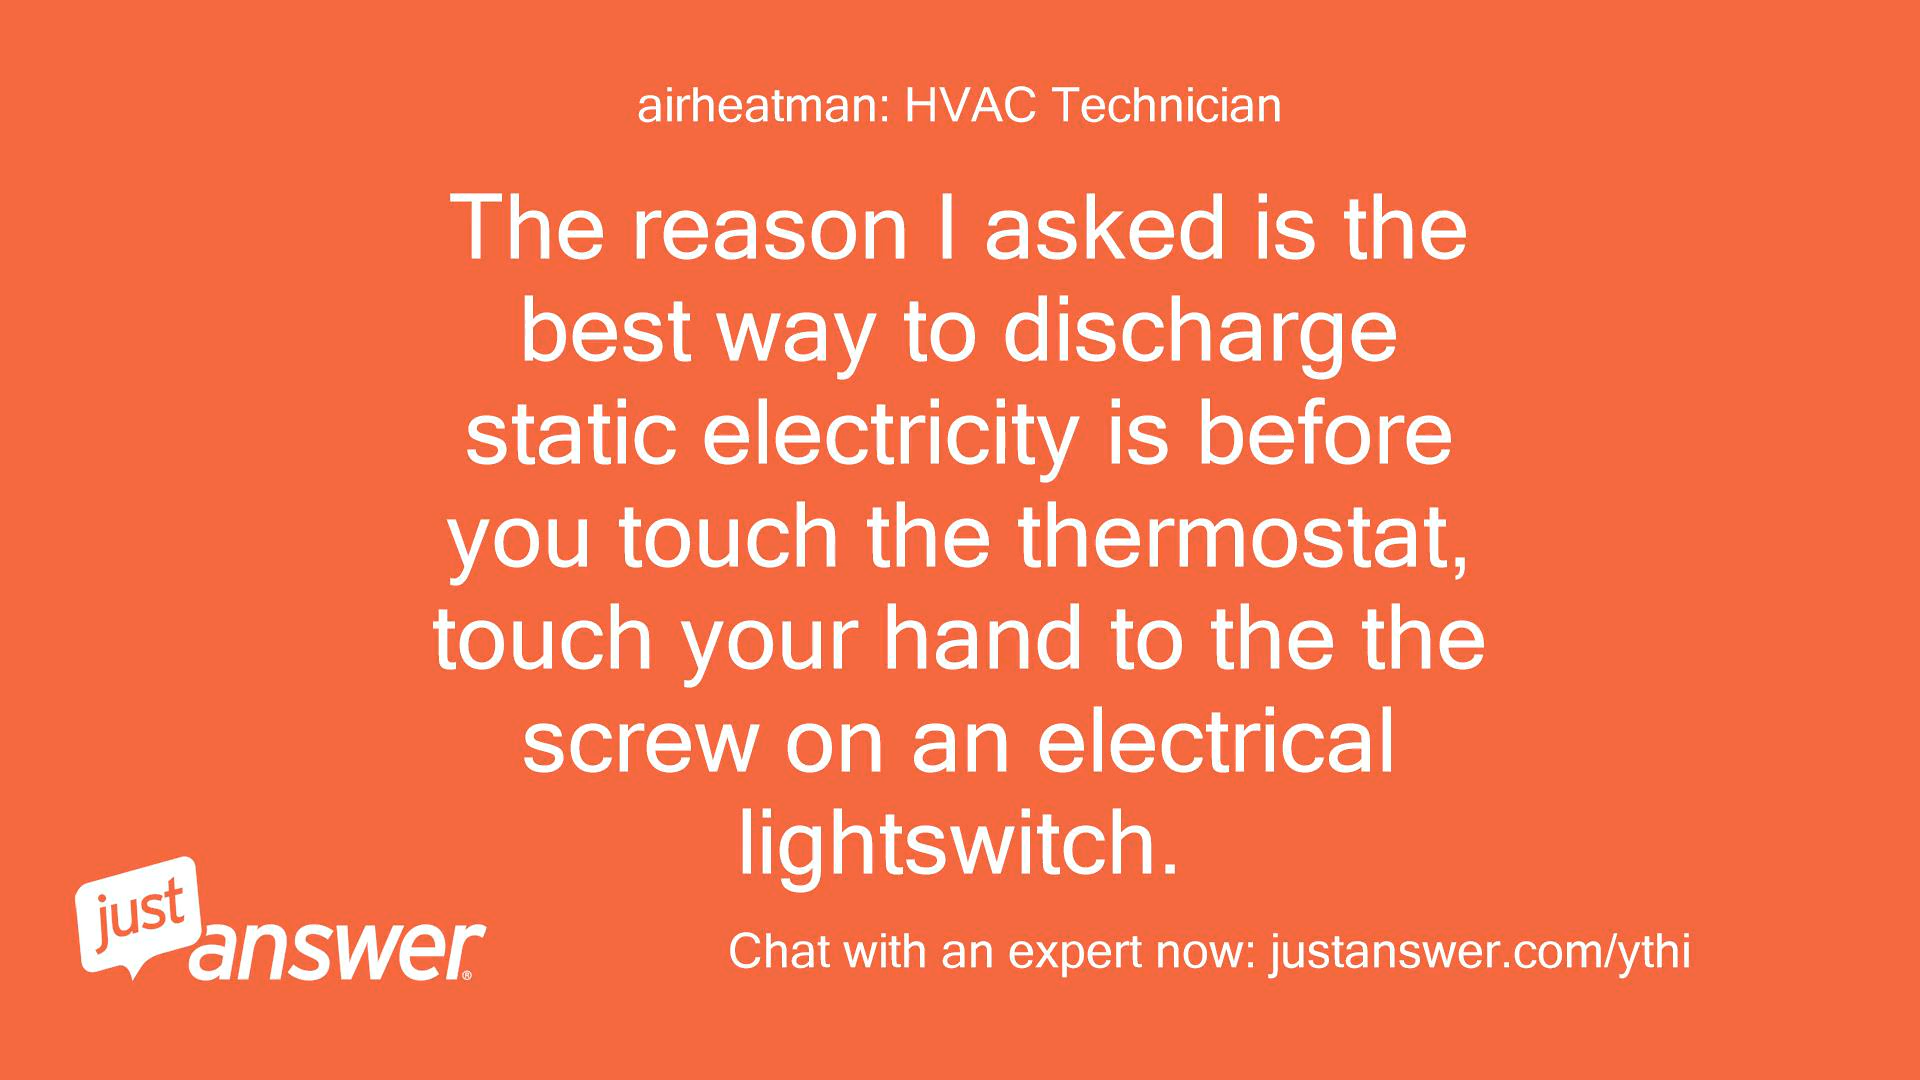 airheatman: HVAC Technician
The reason I asked is the
best way to discharge
static electricity is before
you touch the thermostat,
touch your hand to the the
screw on an electrical
lightswitch.
just
answer®
Chat with an expert now: justanswer.com/ythi